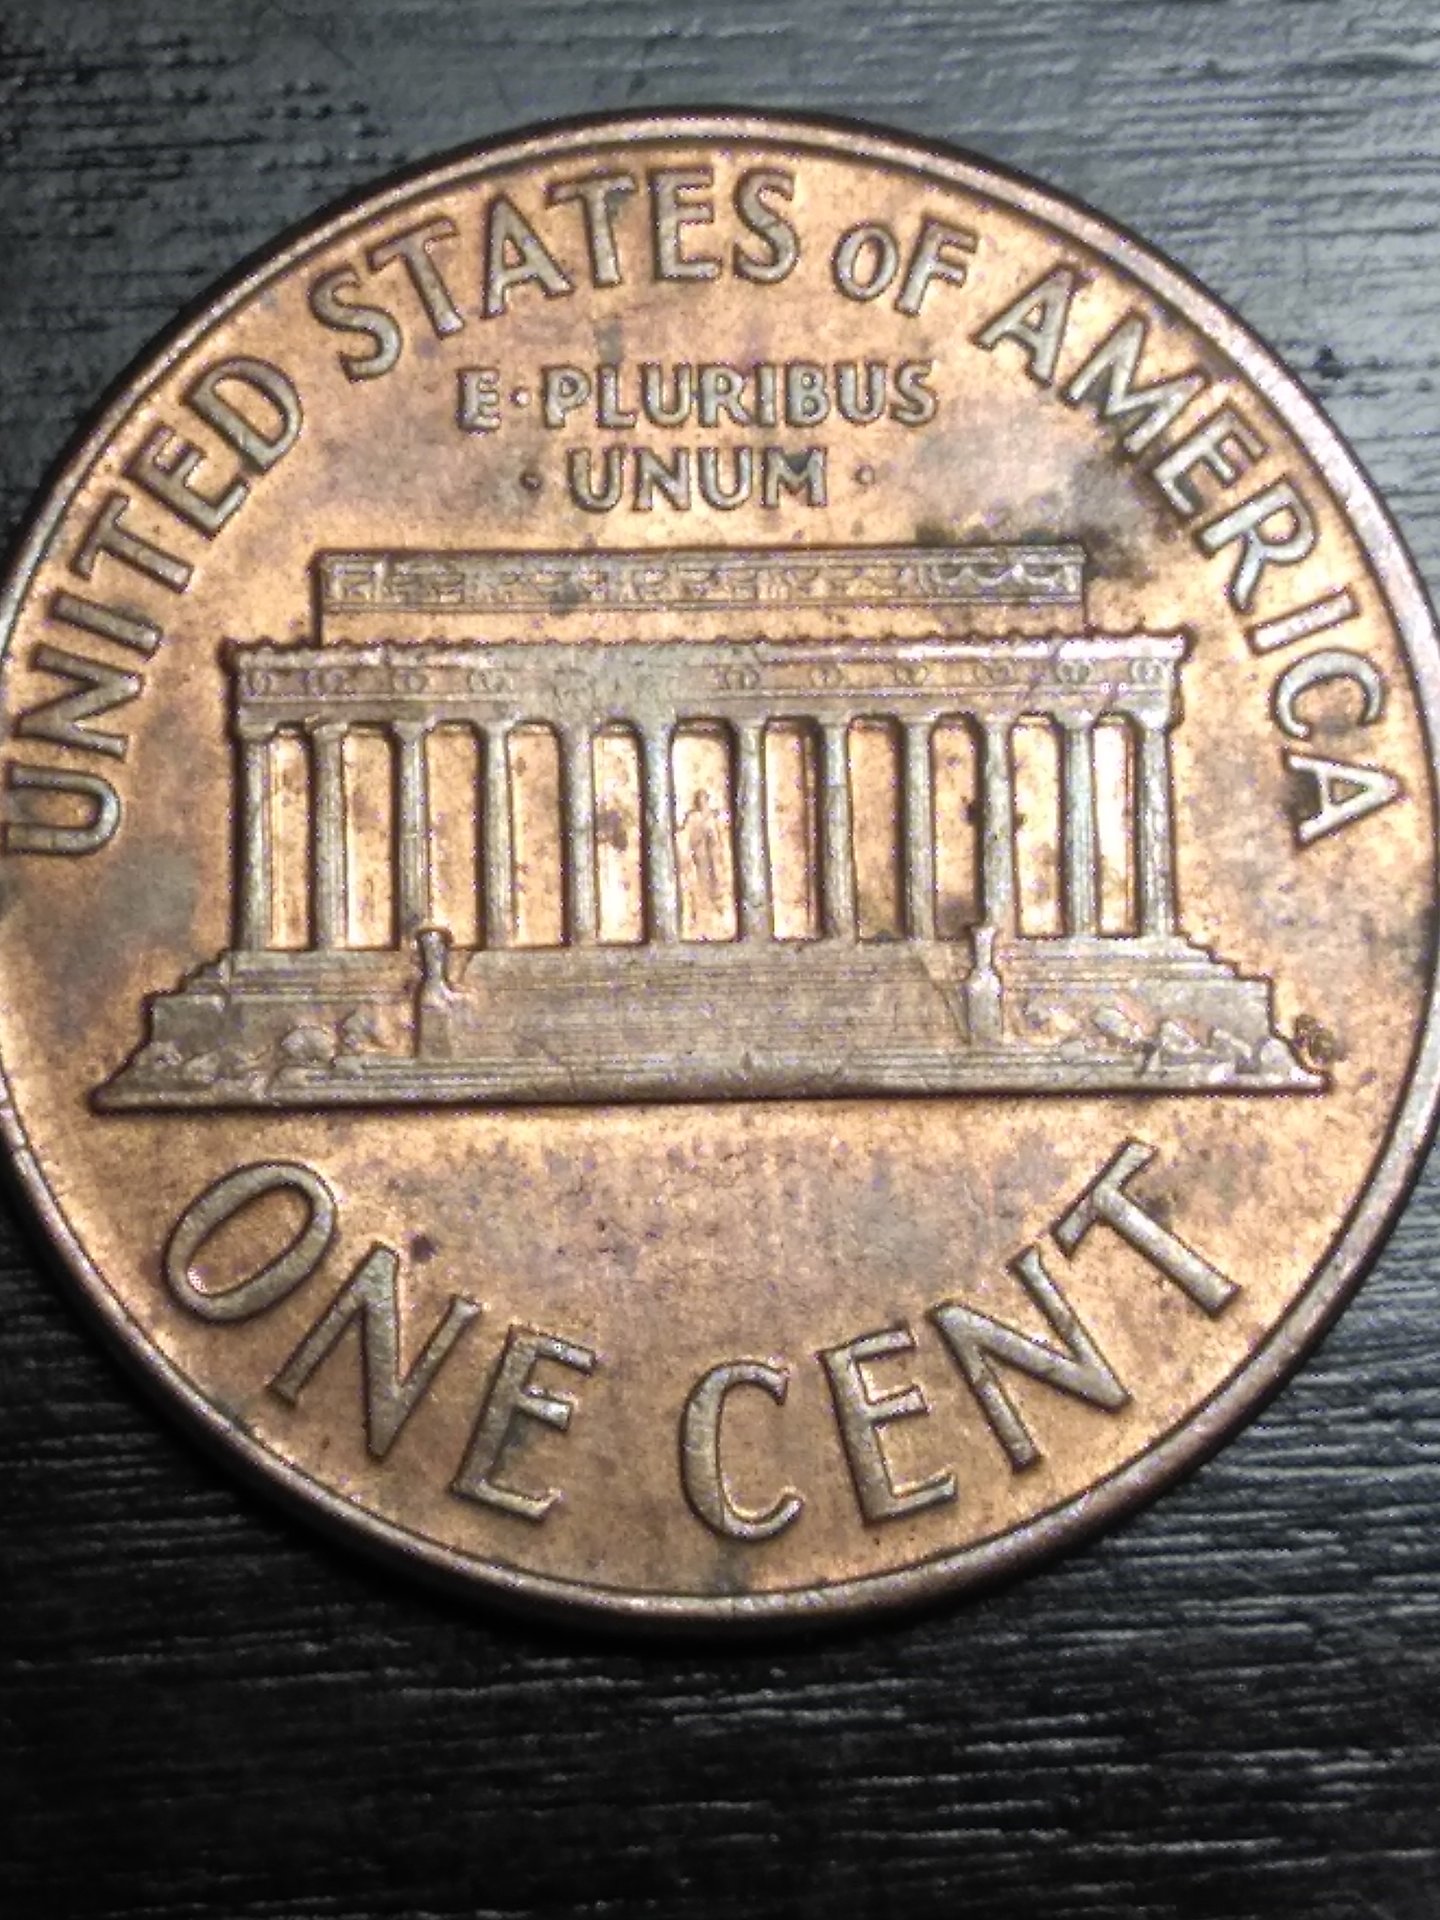 UNITED STATES OF AMERICA
E·PLURIBUS
·UNUM·
ONE CENT